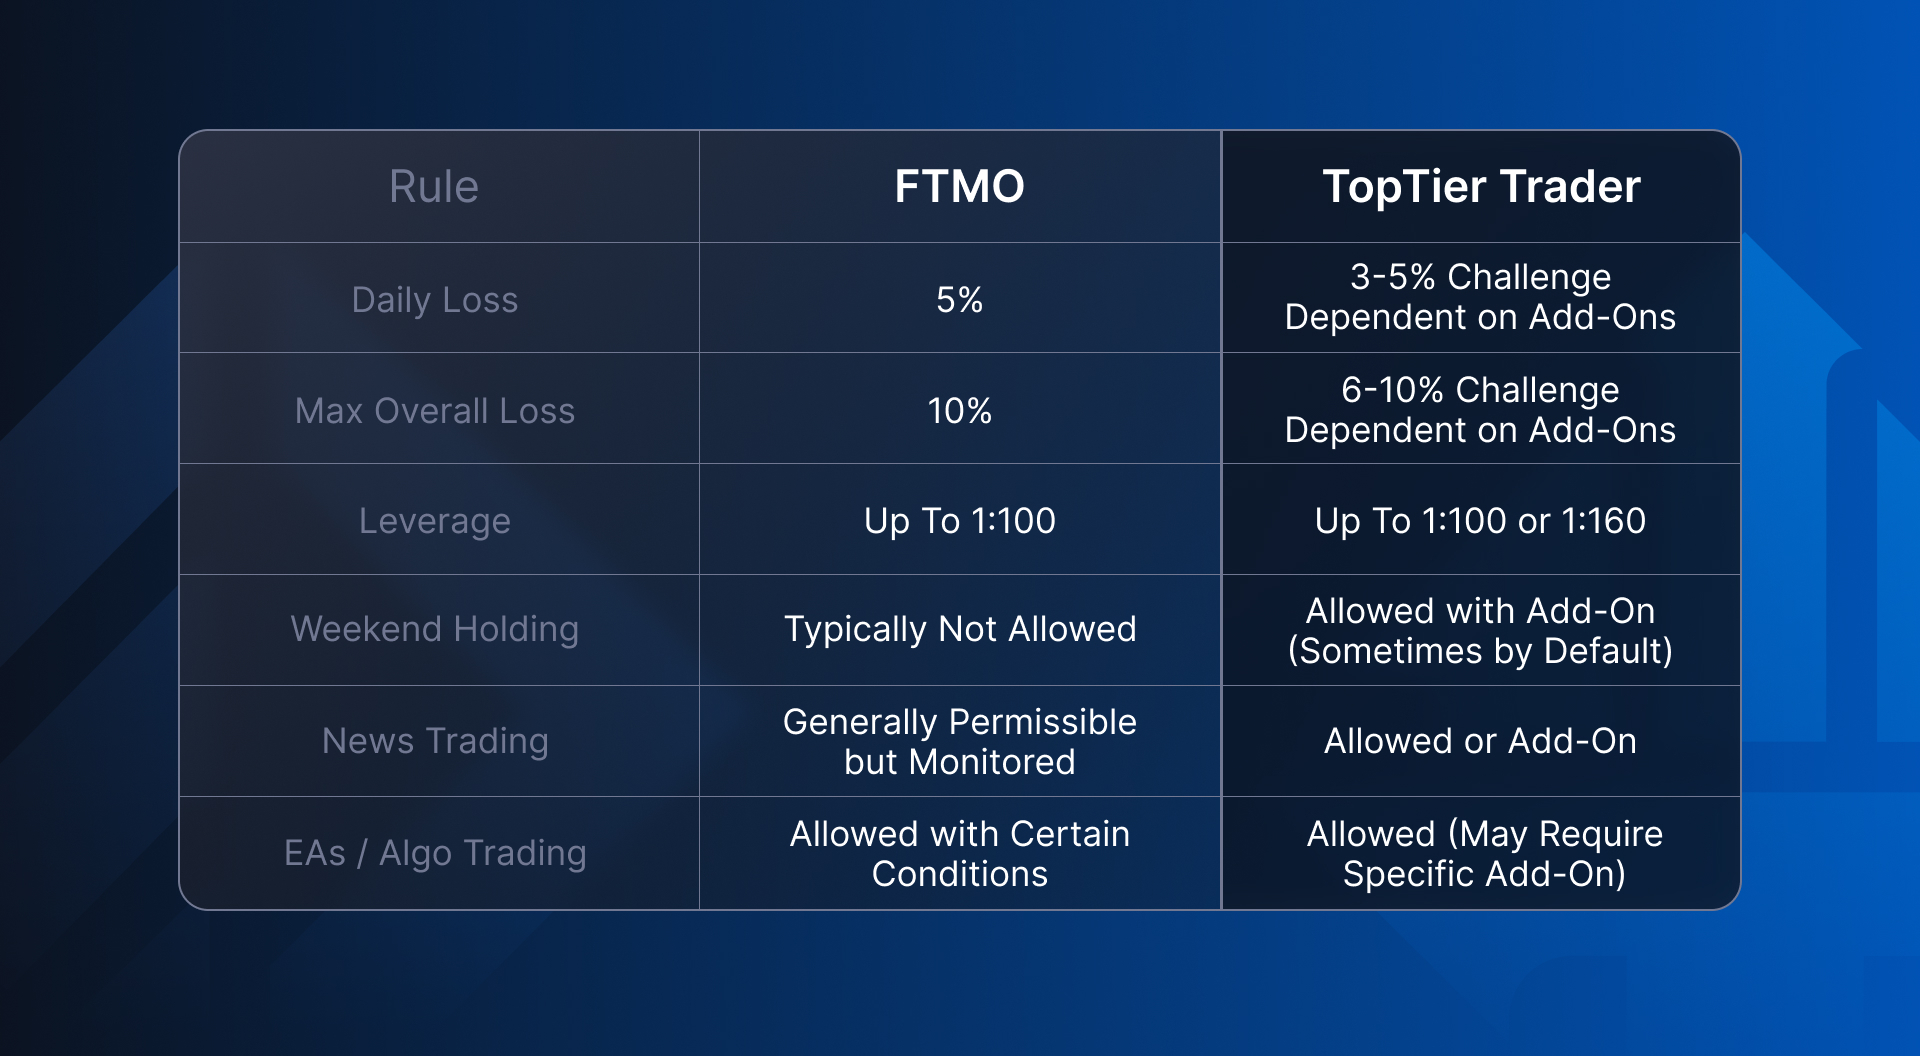 Rule
FTMO
TopTier Trader
Daily Loss
5%
3-5% Challenge
Dependent on Add-Ons
Max Overall Loss
10%
6-10% Challenge
Dependent on Add-Ons
Leverage
Up To 1:100
Up To 1:100 or 1:160
Weekend Holding
Typically Not Allowed
Allowed with Add-On
(Sometimes by Default)
News Trading
Generally Permissible
but Monitored
Allowed or Add-On
EAs / Algo Trading
Allowed with Certain
Conditions
Allowed (May Require
Specific Add-On)